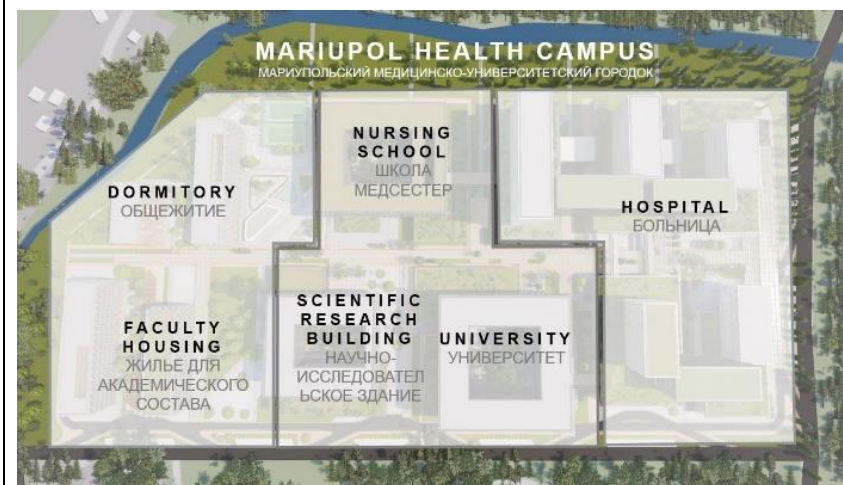 MARIUPOL HEALTH CAMPUS
МАРИУПОЛЬСКИЙ МЕДИЦИНСКО-УНИВЕРСИТЕТСКИЙ ГОРОДОК
NURSING
SCHOOL
ШКОЛА
МЕДСЕСТЕР
DORMITORY
ОБЩЕЖИТИЕ
HOSPITAL
БОЛЬНИЦА
FACULTY
HOUSING
ЖИЛЬЕ ДЛЯ
АКАДЕМИЧЕСКОГО
СОСТАВА
SCIENTIFIC
RESEARCH
BUILDING
НАУЧНО-
ИССЛЕДОВАТЕЛ
ЬСКОЕ ЗДАНИЕ
UNIVERSITY
УНИВЕРСИТЕТ